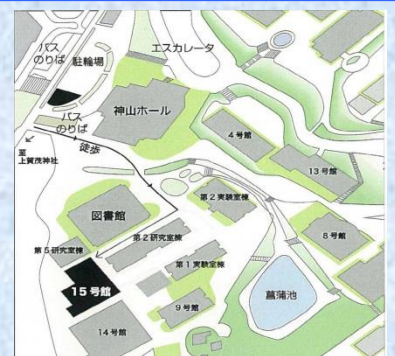 バス
のりば
駐輪場
エスカレータ
神山ホール
バス
のりば
徒歩
至
上賀茂神社
4号館
13号館
第2実験室棟
図書館
第2研究室棟
8号館
第5研究室棟
第1実験室棟
15号館
9号館
菖蒲池
14号館